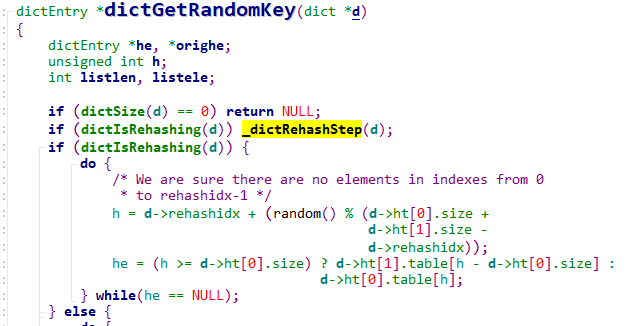 dictEntry *dictGetRandomKey(dict *d)
{
    dictEntry *he, *orighe;
    unsigned int h;
    int listlen, listele;

    if (dictSize(d) == 0) return NULL;
    if (dictIsRehashing(d)) _dictRehashStep(d);
    if (dictIsRehashing(d)) {
        do {
            /* We are sure there are no elements in indexes from 0
             * to rehashidx-1 */
            h = d->rehashidx + (random() % (d->ht[0].size +
                                            d->ht[1].size -
                                            d->rehashidx));
            he = (h >= d->ht[0].size) ? d->ht[1].table[h - d->ht[0].size] :
                                      d->ht[0].table[h];
        } while(he == NULL);
    } else {
        do {